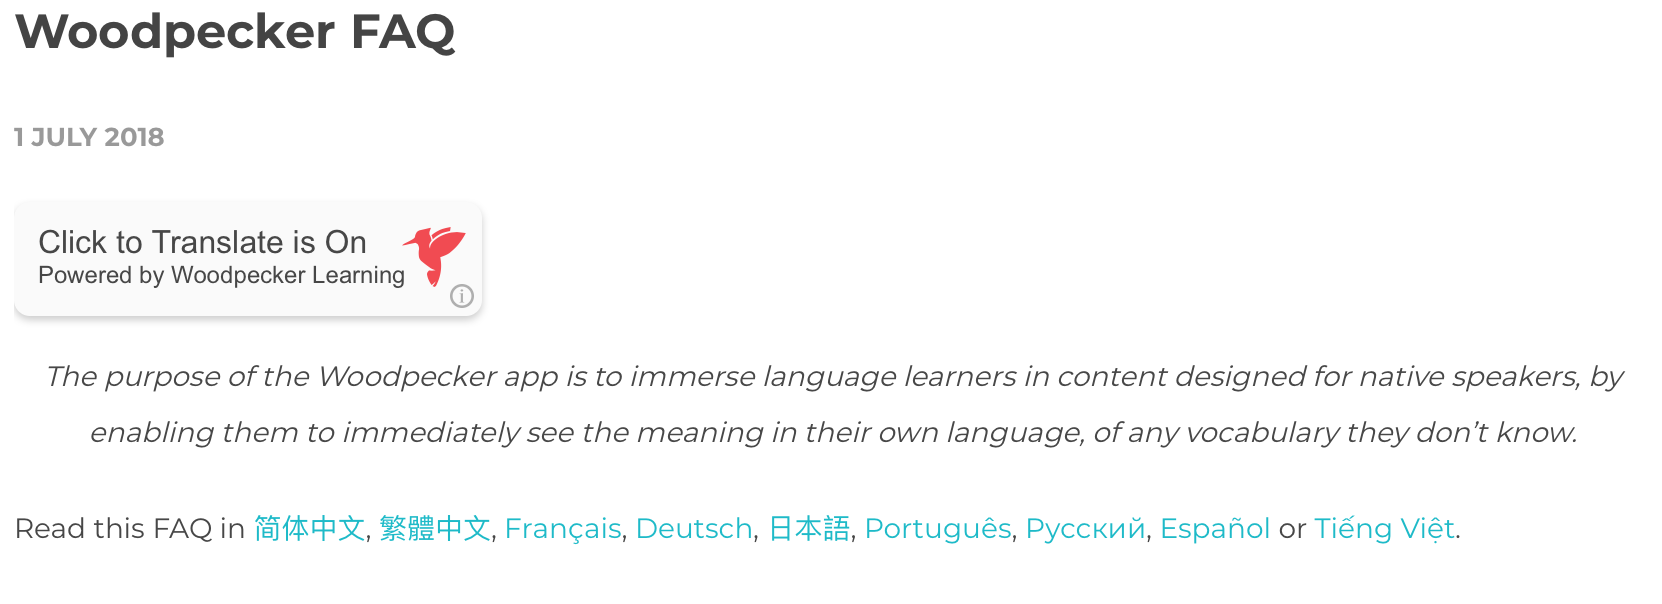 Woodpecker FAQ
1 JULY 2018
Click to Translate is On
Powered by Woodpecker Learning
The purpose of the Woodpecker app is to immerse language learners in content designed for native speakers, by
enabling them to immediately see the meaning in their own language, of any vocabulary they don’t know.
Read this FAQ in 简体中文, 繁體中文, Français, Deutsch, 日本語, Português, Русский, Español or Tiếng Việt.